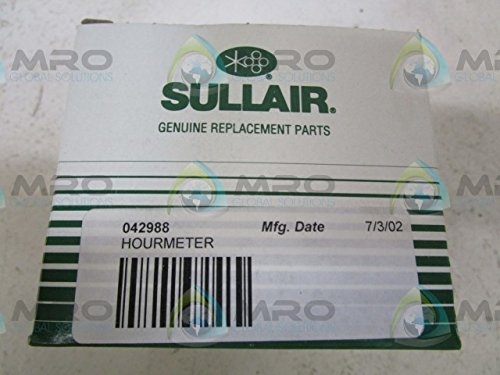 SULLAIR®
GENUINE REPLACEMENT PARTS
042988 Mfg. Date 7/3/02
HOURMETER
MRO
GLOBAL SOLUTIONS